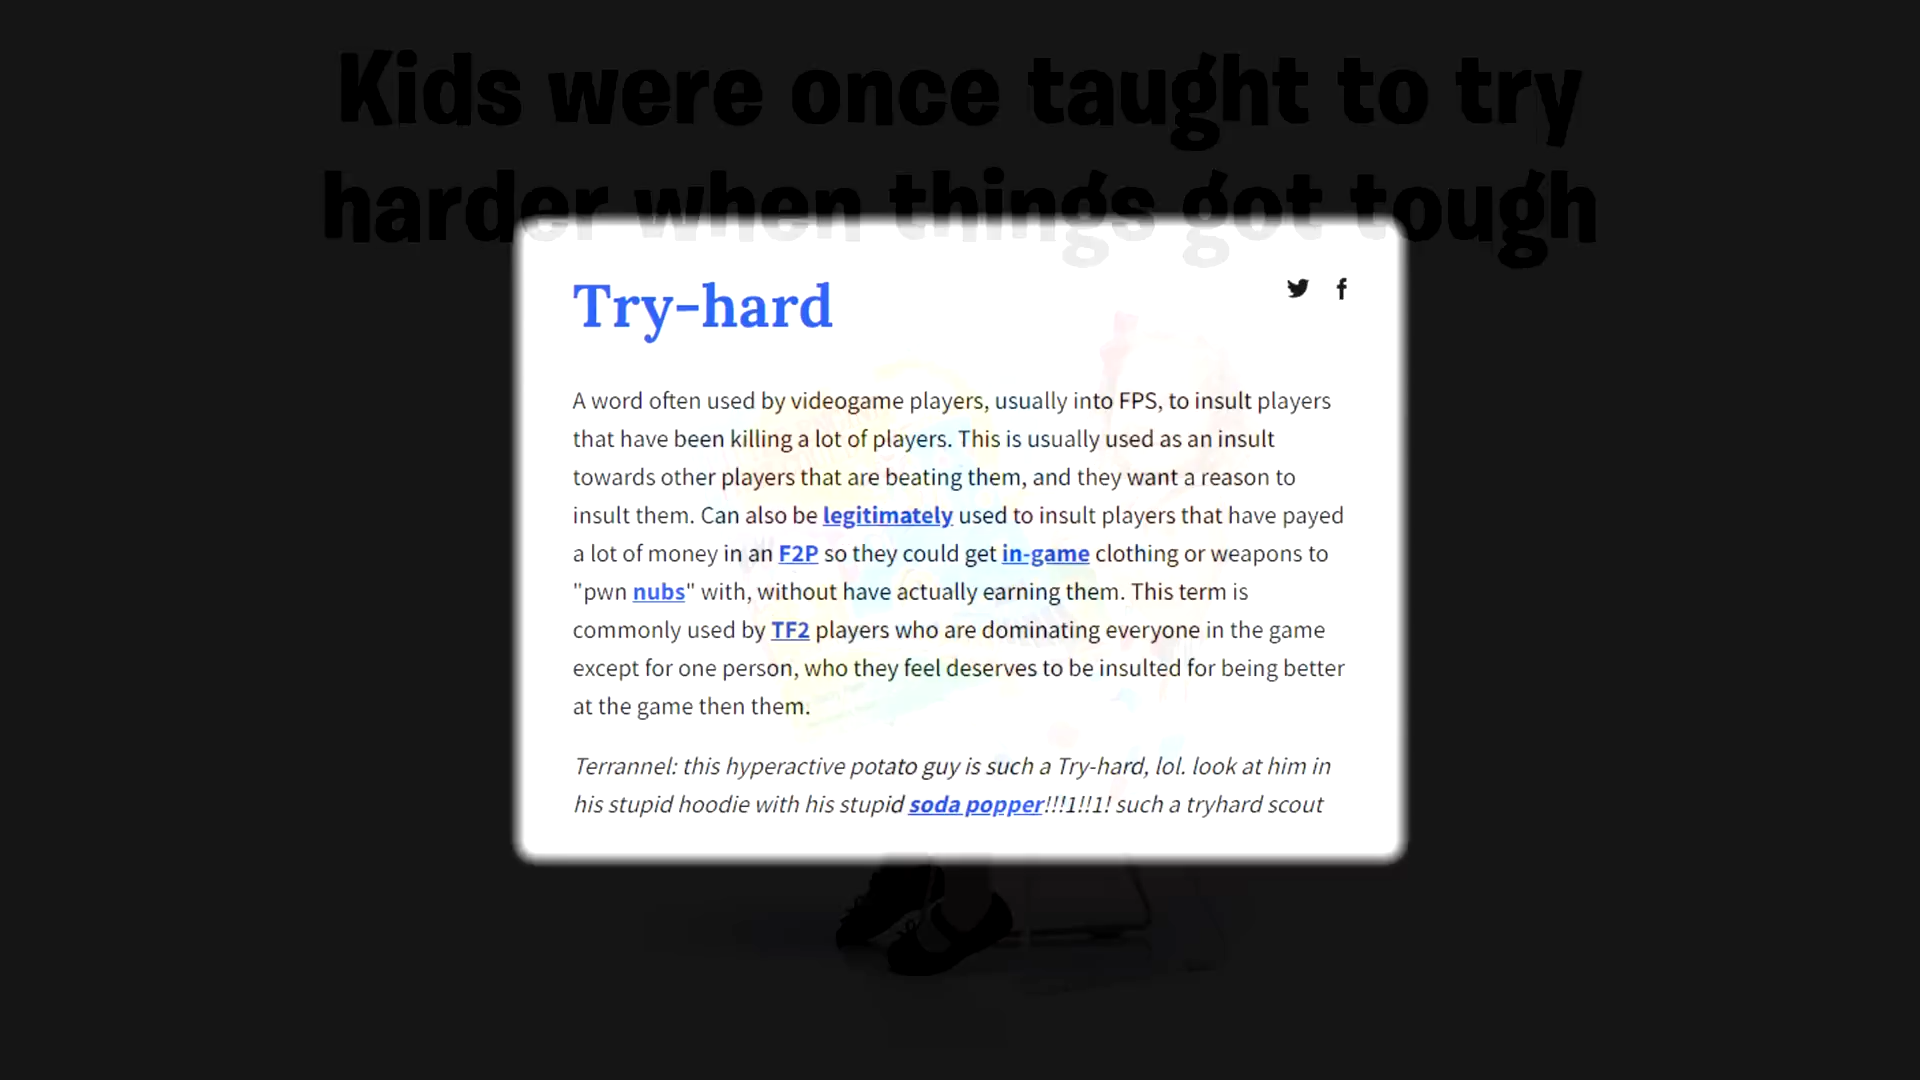 Kids were once taught to try
harder when things got tough
Try-hard
A word often used by videogame players, usually into FPS, to insult players
that have been killing a lot of players. This is usually used as an insult
towards other players that are beating them, and they want a reason to
insult them. Can also be legitimately used to insult players that have payed
a lot of money in an F2P so they could get in-game clothing or weapons to
"pwn nubs" with, without have actually earning them. This term is
commonly used by TF2 players who are dominating everyone in the game
except for one person, who they feel deserves to be insulted for being better
at the game then them.
Terrannel: this hyperactive potato guy is such a Try-hard, lol. look at him in
his stupid hoodie with his stupid soda popper!!!1!!1! such a tryhard scout